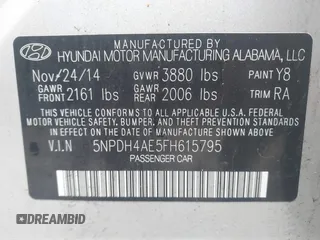 HYUNDAI MOTOR MANUFACTURING ALABAMA, LLC
Nov/24/14 GVWR 3880 lbs PAINT Y8
GAWR FRONT 2161 lbs GAWR REAR 2006 lbs TRIM RA
THIS VEHICLE CONFORMS TO ALL APPLICABLE U.S. FEDERAL MOTOR
VEHICLE SAFETY, BUMPER, AND THEFT PREVENTION STANDARDS
IN EFFECT ON THE DATE OF MANUFACTURE SHOWN ABOVE.
V.I.N 5NPDH4AE5FH615795
PASSENGER CAR
DREAMBID